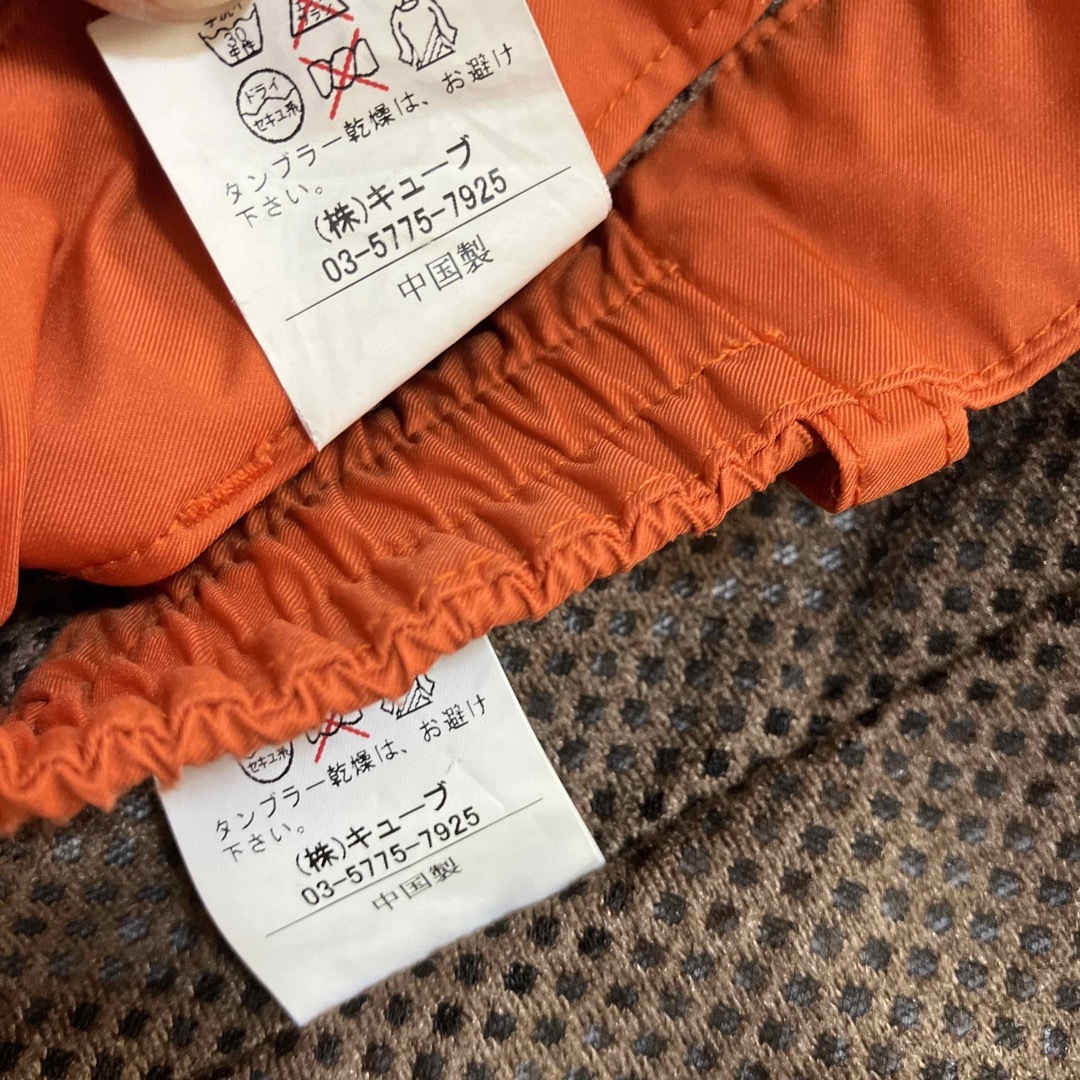 30
中性
ドライ
セキユ系
タンブラー乾燥は、お避け
下さい。
(株)キューブ
03-5775-7925
中国製
セキユ系
タンブラー乾燥は、お避け
下さい。
(株)キューブ
03-5775-7925
中国製